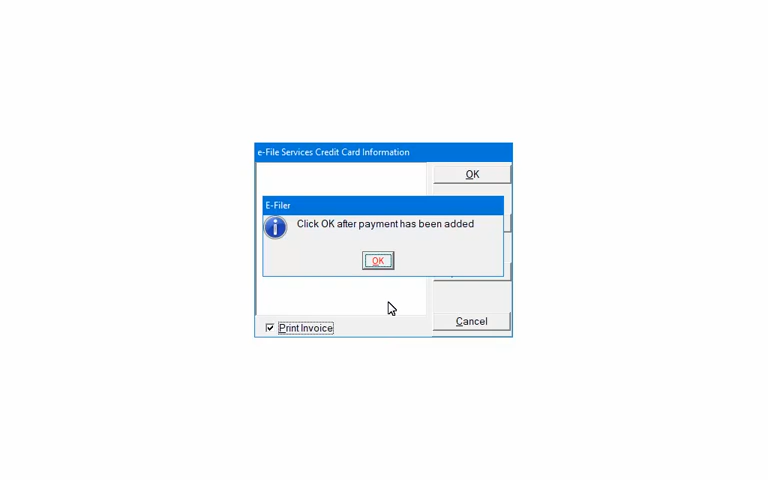 e-File Services Credit Card Information
OK
E-Filer
Click OK after payment has been added
OK
Cancel
Print Invoice